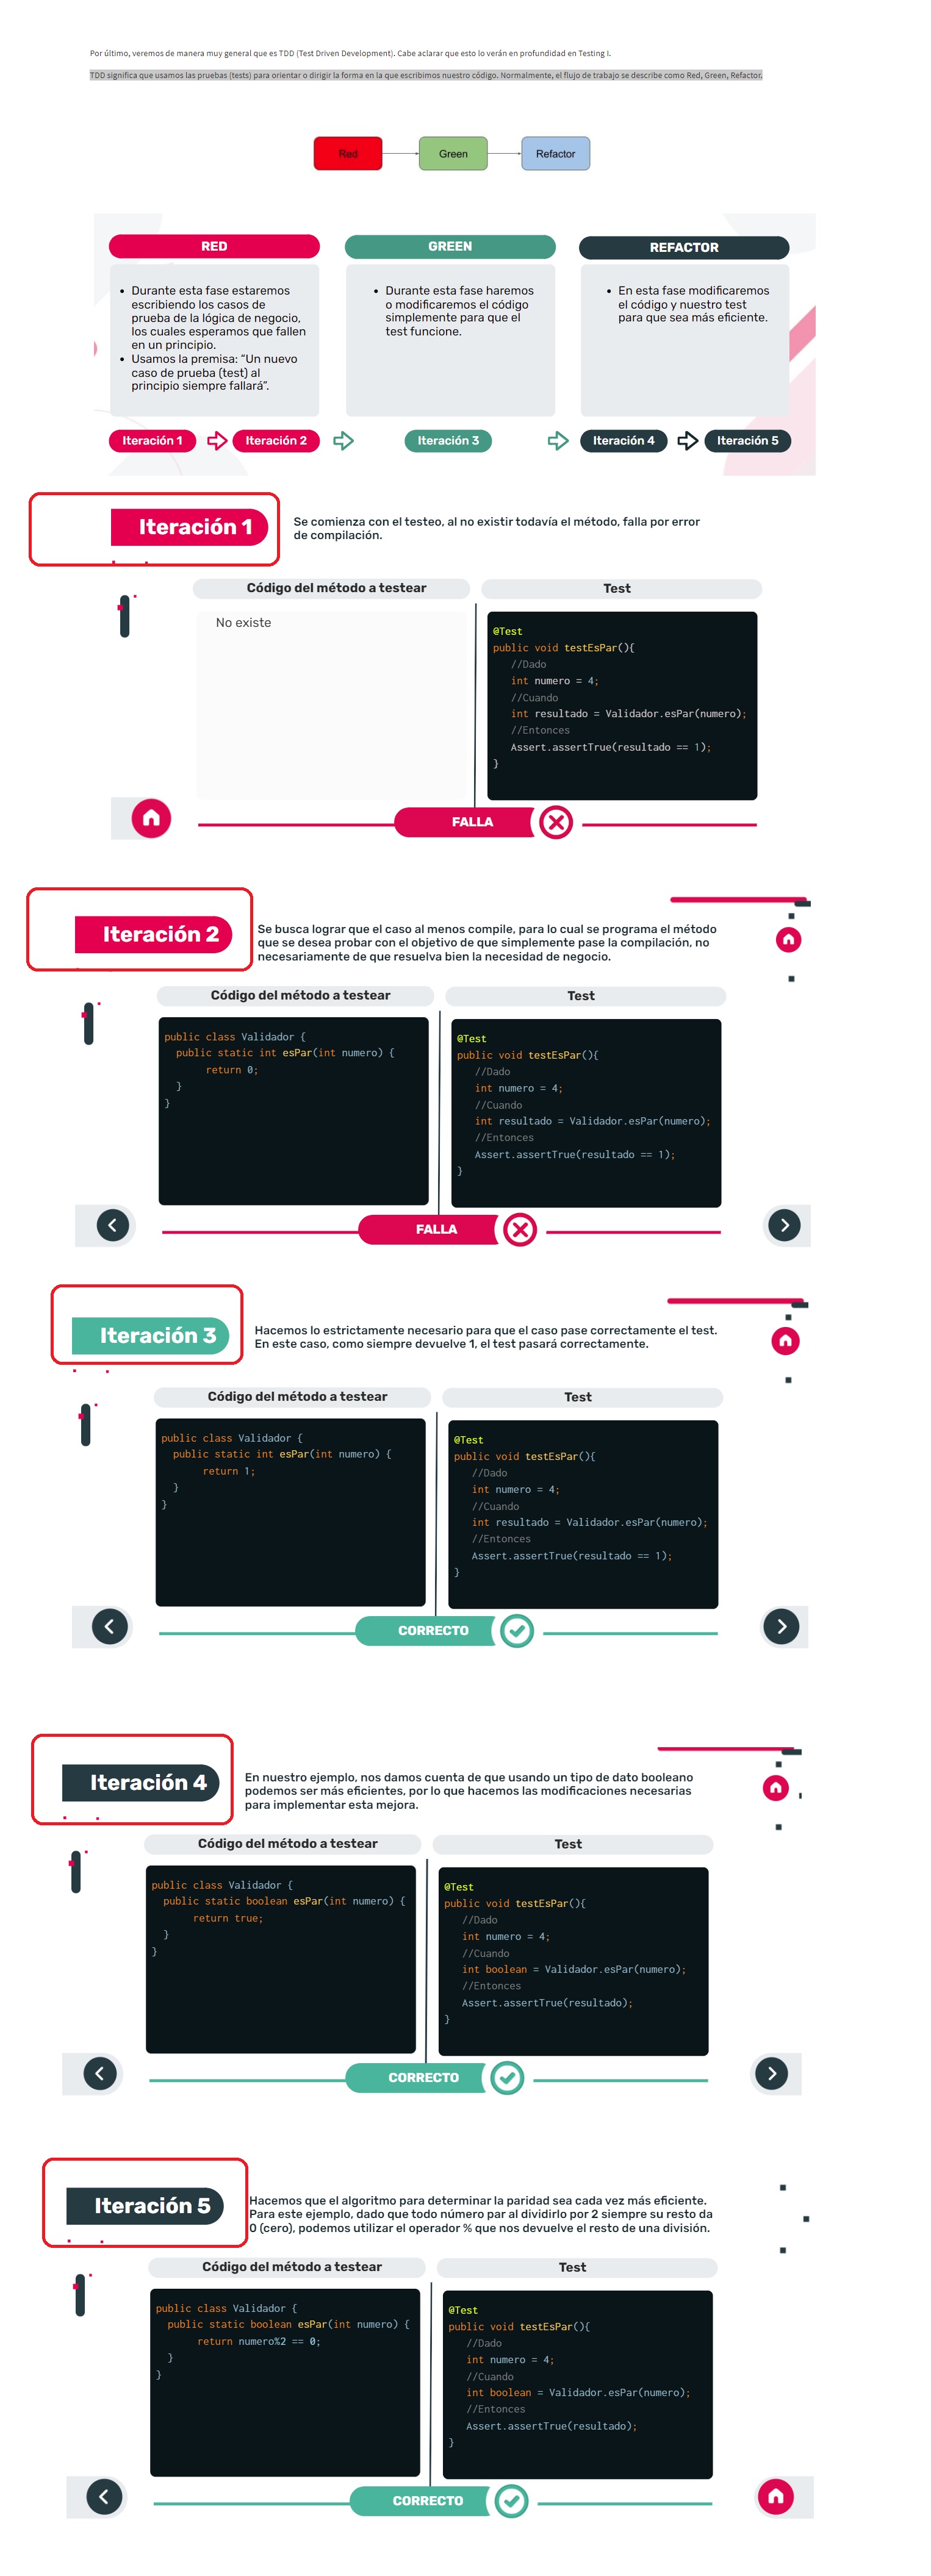 Por último, veremos de manera muy general que es TDD (Test Driven Development). Cabe aclarar que esto lo verán en profundidad en Testing I.
TDD significa que usamos las pruebas (tests) para orientar o dirigir la forma en la que escribimos nuestro código. Normalmente, el flujo de trabajo se describe como Red, Green, Refactor.
Red
Green
Refactor
RED
• Durante esta fase estaremos
escribiendo los casos de
prueba de la lógica de negocio,
los cuales esperamos que fallen
en un principio.
• Usamos la premisa: “Un nuevo
caso de prueba (test) al
principio siempre fallará”.
GREEN
• Durante esta fase haremos
o modificaremos el código
simplemente para que el
test funcione.
REFACTOR
• En esta fase modificaremos
el código y nuestro test
para que sea más eficiente.
Iteración 1
Iteración 2
Iteración 3
Iteración 4
Iteración 5
Iteración 1
Se comienza con el testeo, al no existir todavía el método, falla por error
de compilación.
Código del método a testear
No existe
Test
@Test
public void testEsPar(){
//Dado
int numero = 4;
//Cuando
int resultado = Validador.esPar(numero);
//Entonces
Assert.assertTrue(resultado == 1);
}
FALLA
Iteración 2
Se busca lograr que el caso al menos compile, para lo cual se programa el método
que se desea probar con el objetivo de que simplemente pase la compilación, no
necesariamente de que resuelva bien la necesidad de negocio.
Código del método a testear
public class Validador {
public static int esPar(int numero) {
return 0;
}
}
Test
@Test
public void testEsPar(){
//Dado
int numero = 4;
//Cuando
int resultado = Validador.esPar(numero);
//Entonces
Assert.assertTrue(resultado == 1);
}
FALLA
Iteración 3
Hacemos lo estrictamente necesario para que el caso pase correctamente el test.
En este caso, como siempre devuelve 1, el test pasará correctamente.
Código del método a testear
public class Validador {
public static int esPar(int numero) {
return 1;
}
}
Test
@Test
public void testEsPar(){
//Dado
int numero = 4;
//Cuando
int resultado = Validador.esPar(numero);
//Entonces
Assert.assertTrue(resultado == 1);
}
CORRECTO
Iteración 4
En nuestro ejemplo, nos damos cuenta de que usando un tipo de dato booleano
podemos ser más eficientes, por lo que hacemos las modificaciones necesarias
para implementar esta mejora.
Código del método a testear
public class Validador {
public static boolean esPar(int numero) {
return true;
}
}
Test
@Test
public void testEsPar(){
//Dado
int numero = 4;
//Cuando
int boolean = Validador.esPar(numero);
//Entonces
Assert.assertTrue(resultado);
}
CORRECTO
Iteración 5
Hacemos que el algoritmo para determinar la paridad sea cada vez más eficiente.
Para este ejemplo, dado que todo número par al dividirlo por 2 siempre su resto da
0 (cero), podemos utilizar el operador % que nos devuelve el resto de una división.
Código del método a testear
public class Validador {
public static boolean esPar(int numero) {
return numero%2 == 0;
}
}
Test
@Test
public void testEsPar(){
//Dado
int numero = 4;
//Cuando
int boolean = Validador.esPar(numero);
//Entonces
Assert.assertTrue(resultado);
}
CORRECTO